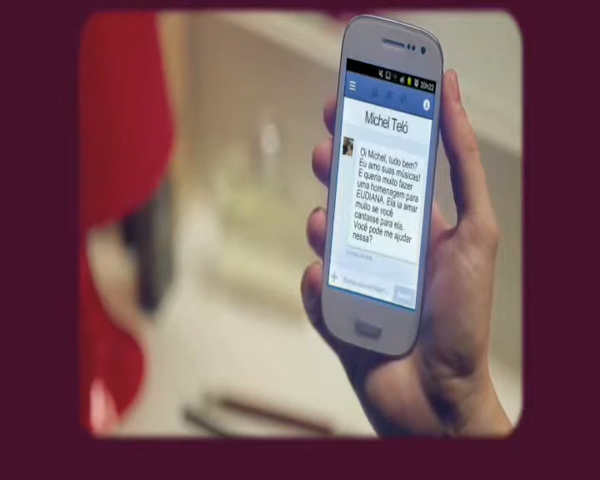 20h22
Michel Teló
Oi Michel, tudo bem?
Eu amo suas músicas!
E queria muito fazer
uma homenagem para
EUDIANA. Ela ia amar
muito se você
cantasse para ela.
Você pode me ajudar
nessa?